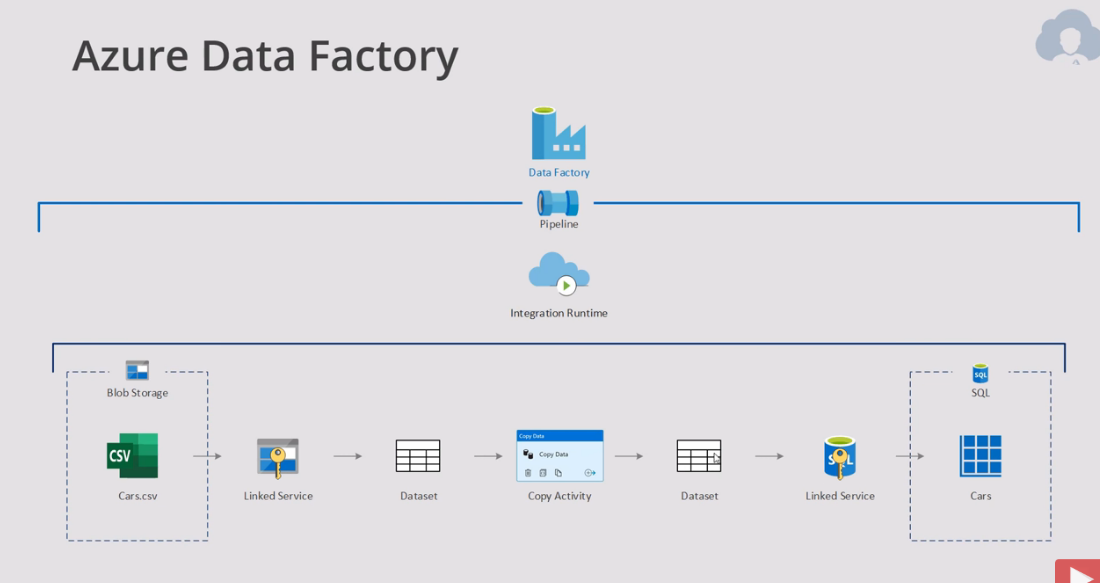 Azure Data Factory
Data Factory
Pipeline
Integration Runtime
Blob Storage
SQL
CSV
Cars.csv
Linked Service
Dataset
Copy Data
Copy Data
Copy Activity
Dataset
SQL
Linked Service
Cars